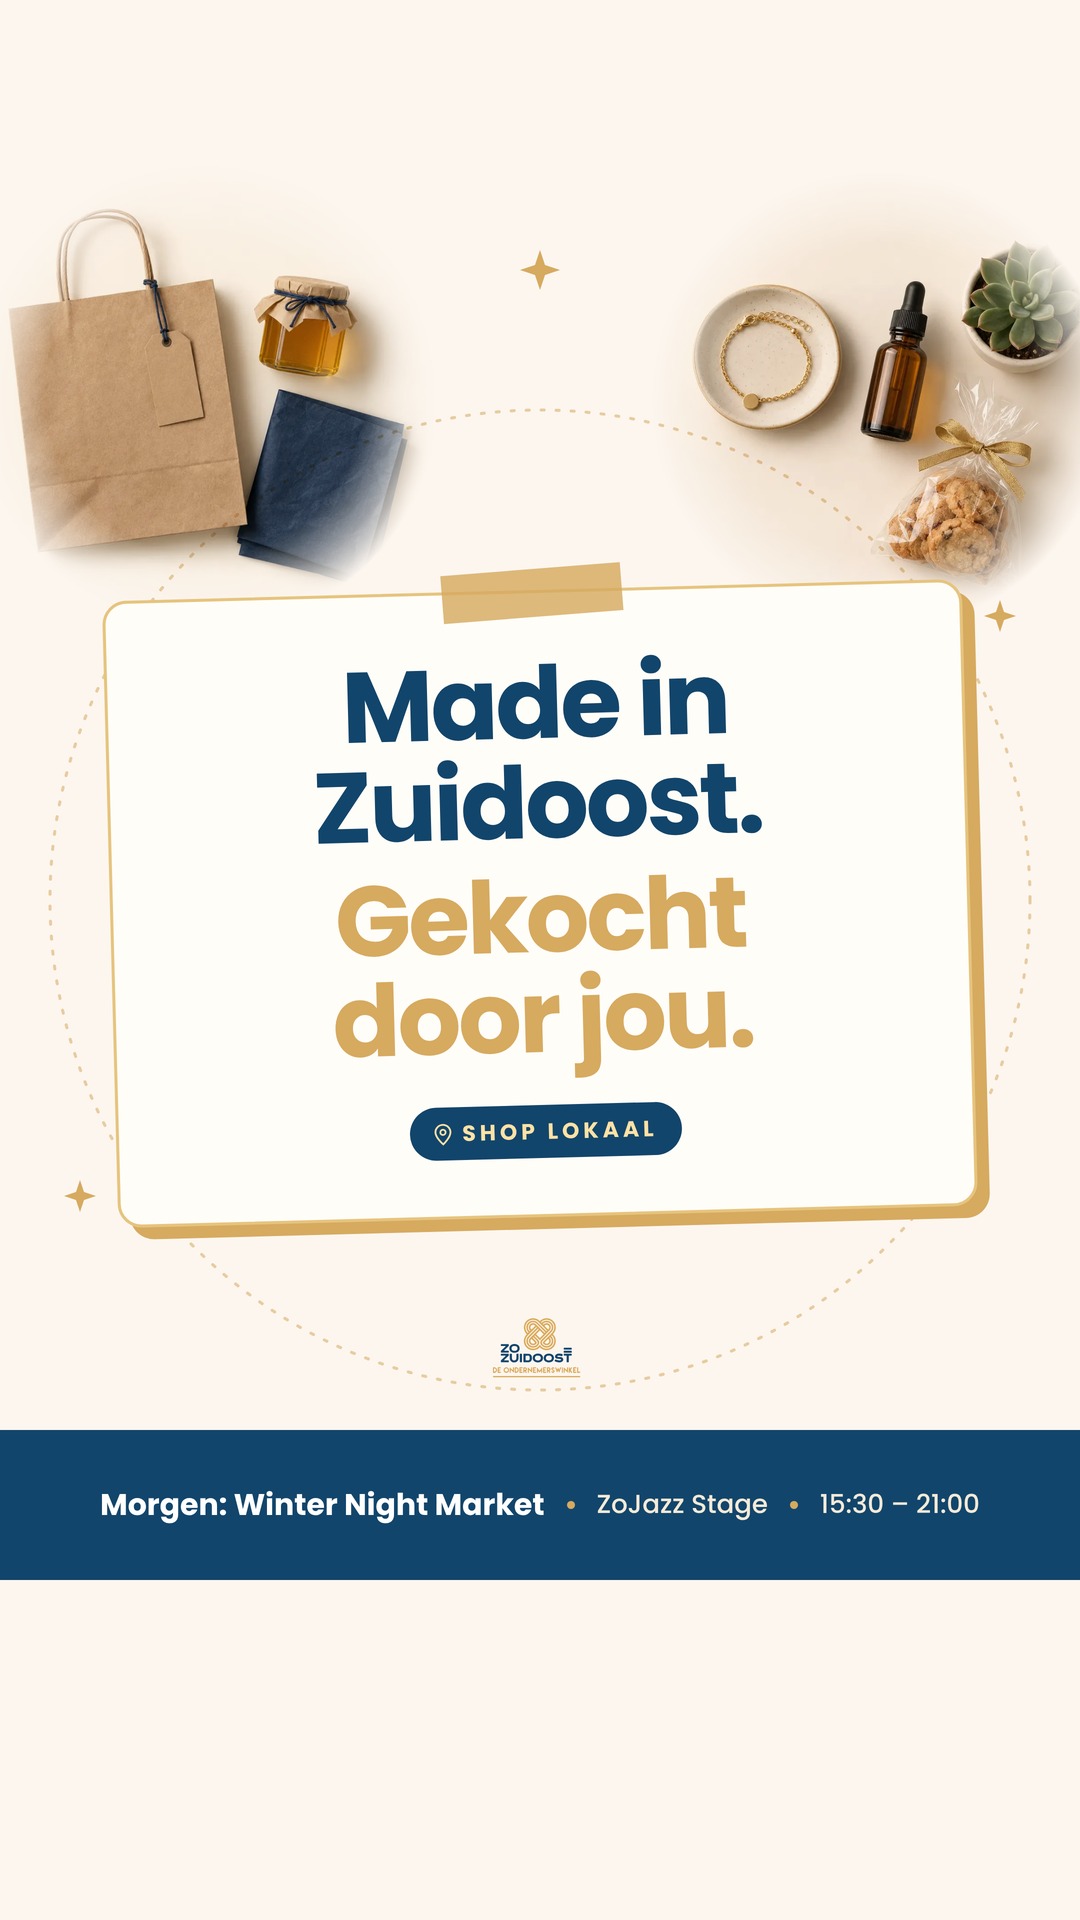 Made in
Zuidoost.
Gekocht
door jou.
SHOP LOKAAL
ZO
ZUIDOOST
DE ONDERNEMERSWINKEL
Morgen: Winter Night Market • ZoJazz Stage • 15:30 – 21:00